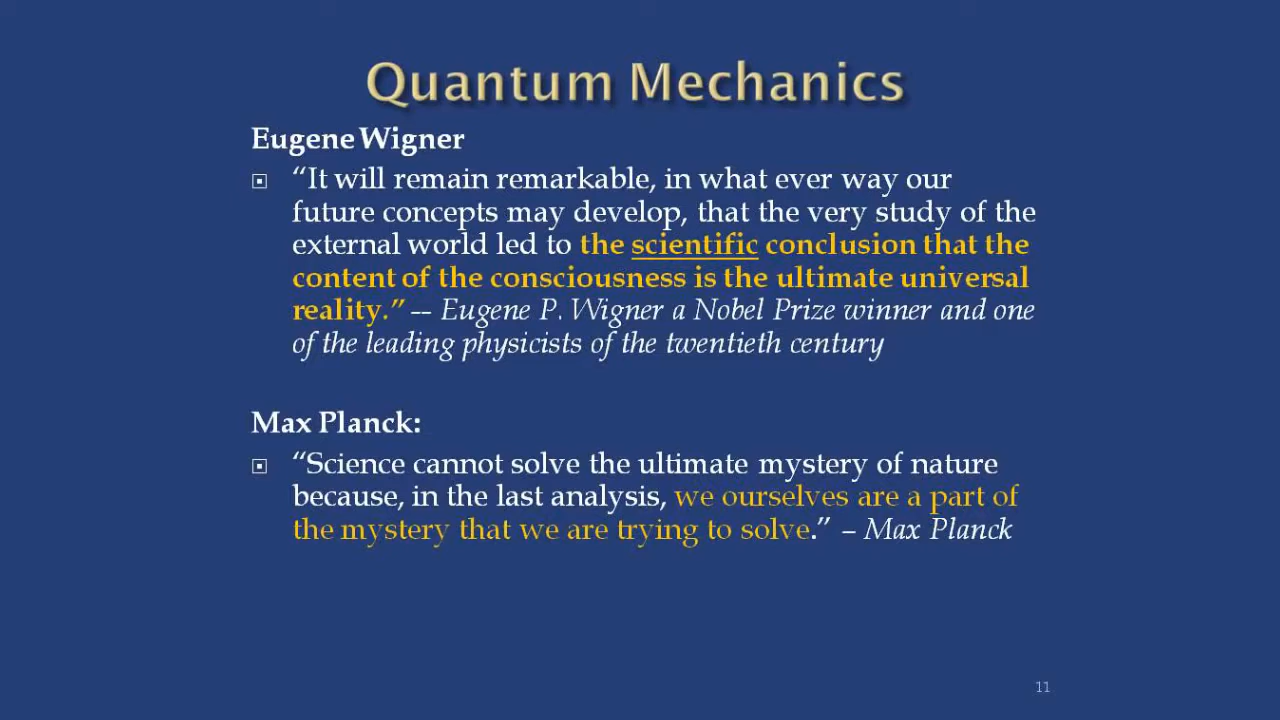 Quantum Mechanics
Eugene Wigner
“It will remain remarkable, in what ever way our
future concepts may develop, that the very study of the
external world led to the scientific conclusion that the
content of the consciousness is the ultimate universal
reality.” -- Eugene P. Wigner a Nobel Prize winner and one
of the leading physicists of the twentieth century
Max Planck:
“Science cannot solve the ultimate mystery of nature
because, in the last analysis, we ourselves are a part of
the mystery that we are trying to solve.” – Max Planck
11